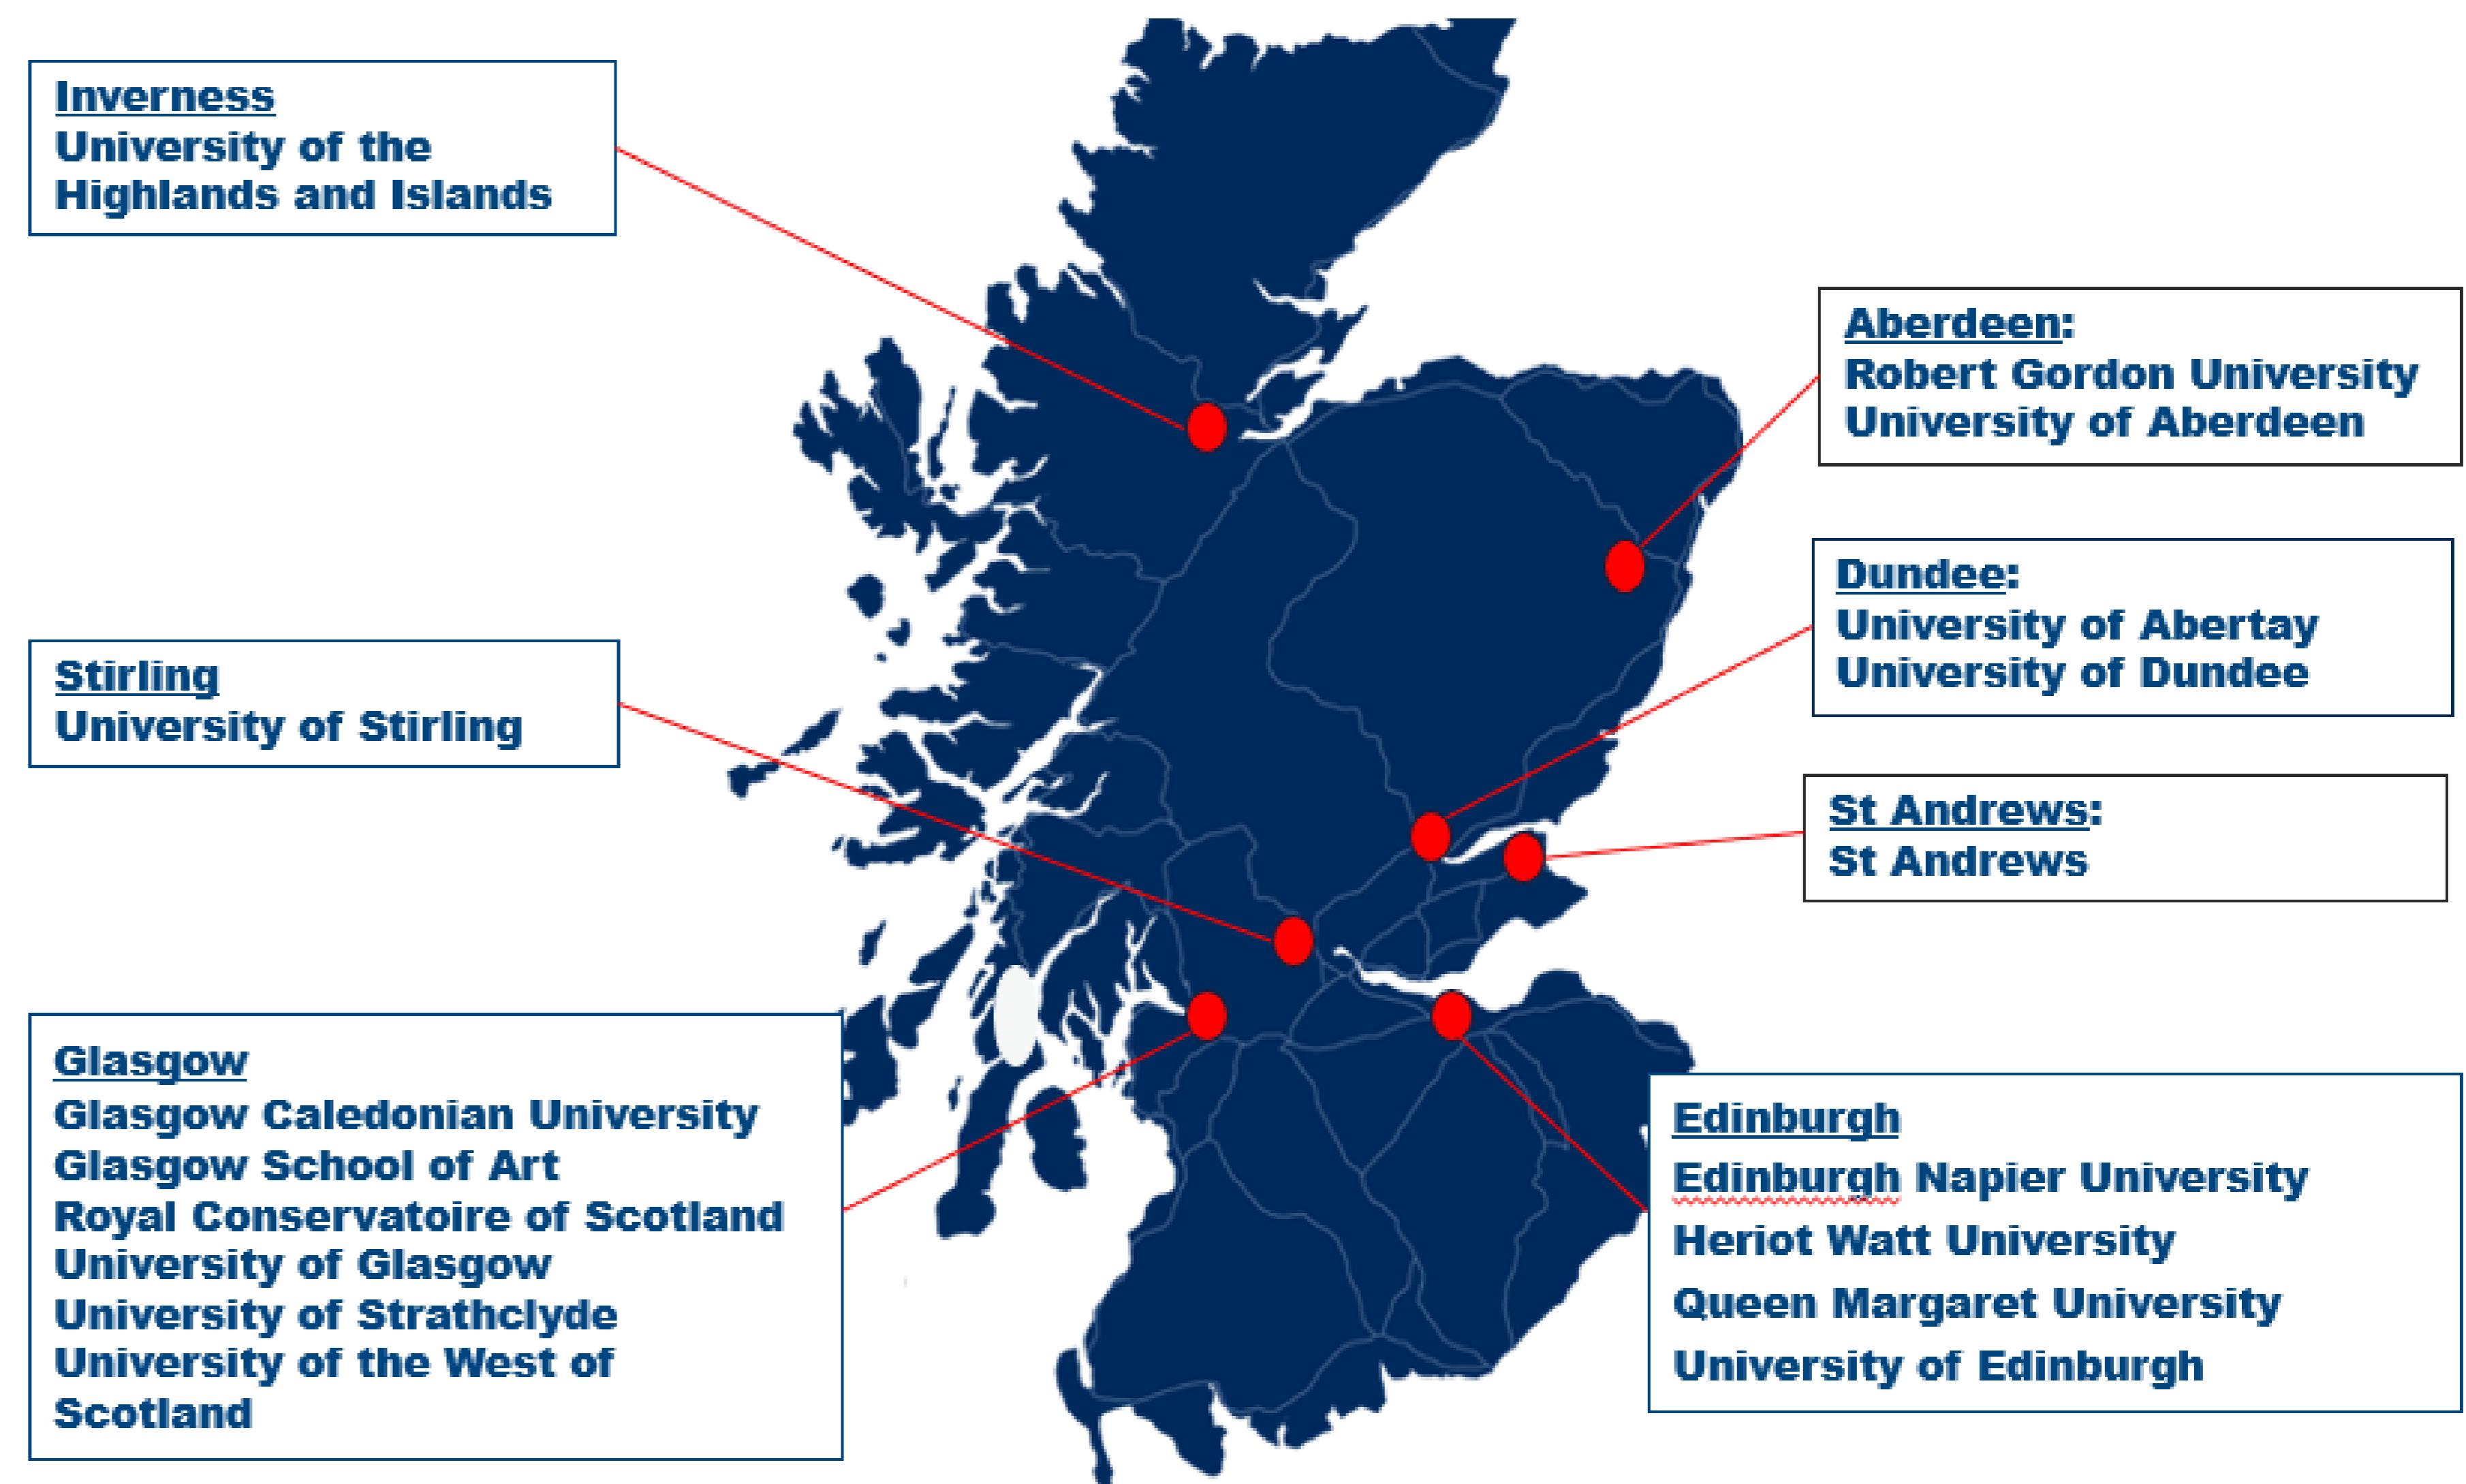 Inverness
University of the
Highlands and Islands
Aberdeen:
Robert Gordon University
University of Aberdeen
Dundee:
University of Abertay
University of Dundee
Stirling
University of Stirling
St Andrews:
St Andrews
Glasgow
Glasgow Caledonian University
Glasgow School of Art
Royal Conservatoire of Scotland
University of Glasgow
University of Strathclyde
University of the West of
Scotland
Edinburgh
Edinburgh Napier University
Heriot Watt University
Queen Margaret University
University of Edinburgh